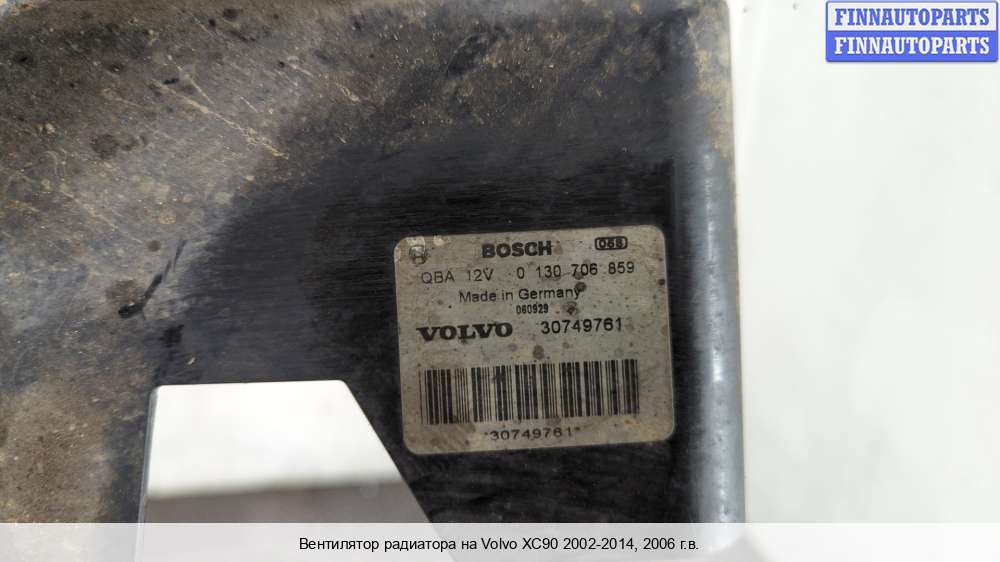 FINNAUTOPARTS
FINNAUTOPARTS
BOSCH
QBA 12V 0 130 706 859
Made in Germany
060929
VOLVO 30749761
*30749761*
Вентилятор радиатора на Volvo XC90 2002-2014, 2006 г.в.